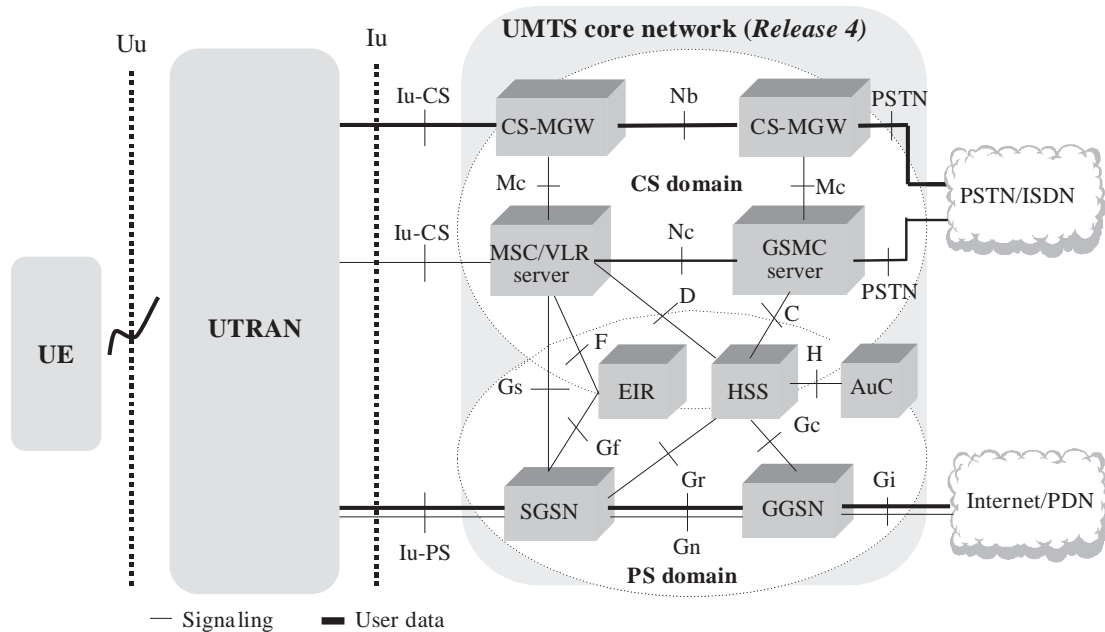 UMTS core network (Release 4)
Uu
Iu
Iu-CS
CS-MGW
Nb
CS-MGW
PSTN
Mc
CS domain
Mc
PSTN/ISDN
Iu-CS
MSC/VLR
server
Nc
GSMC
server
PSTN
D
C
UE
UTRAN
F
Gs
EIR
HSS
H
AuC
Gf
Gc
Gr
SGSN
GGSN
Gi
Internet/PDN
Iu-PS
Gn
PS domain
Signaling
User data